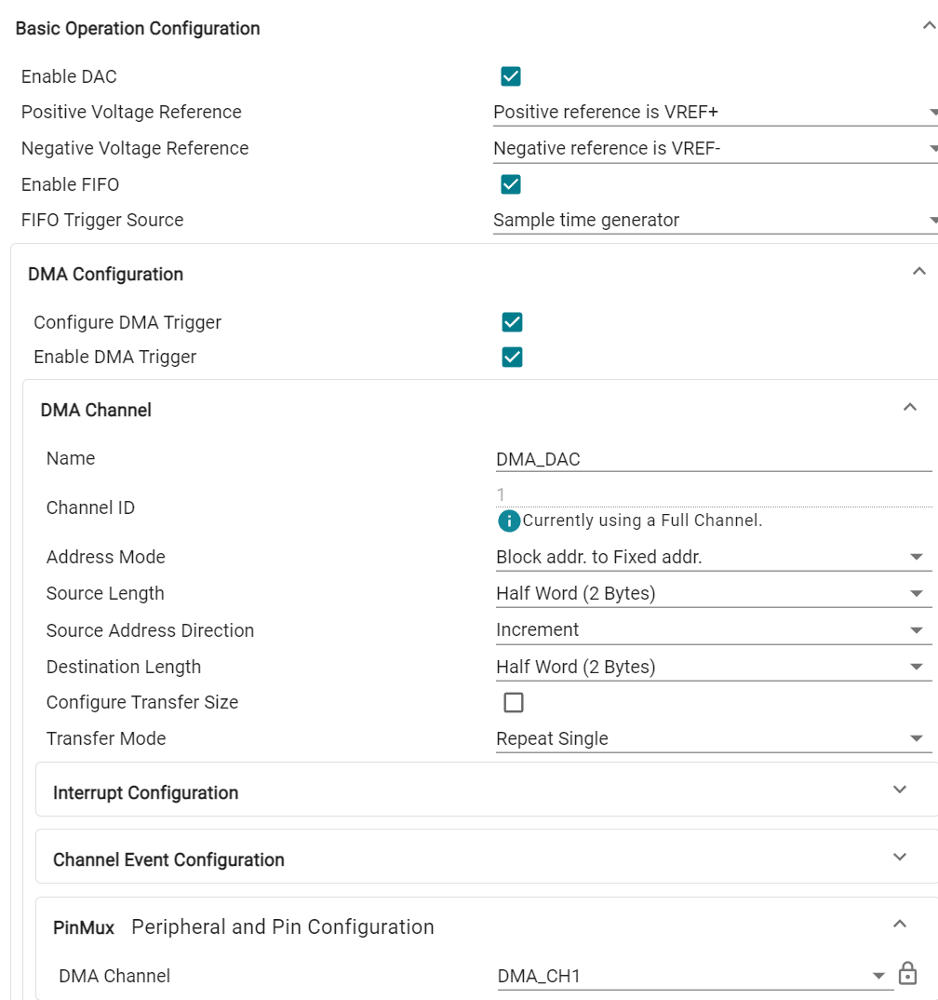 Basic Operation Configuration
Enable DAC
Positive Voltage Reference Positive reference is VREF+
Negative Voltage Reference Negative reference is VREF-
Enable FIFO
FIFO Trigger Source Sample time generator
DMA Configuration
Configure DMA Trigger
Enable DMA Trigger
DMA Channel
Name DMA_DAC
Channel ID 1
Currently using a Full Channel.
Address Mode Block addr. to Fixed addr.
Source Length Half Word (2 Bytes)
Source Address Direction Increment
Destination Length Half Word (2 Bytes)
Configure Transfer Size
Transfer Mode Repeat Single
Interrupt Configuration
Channel Event Configuration
PinMux Peripheral and Pin Configuration
DMA Channel DMA_CH1